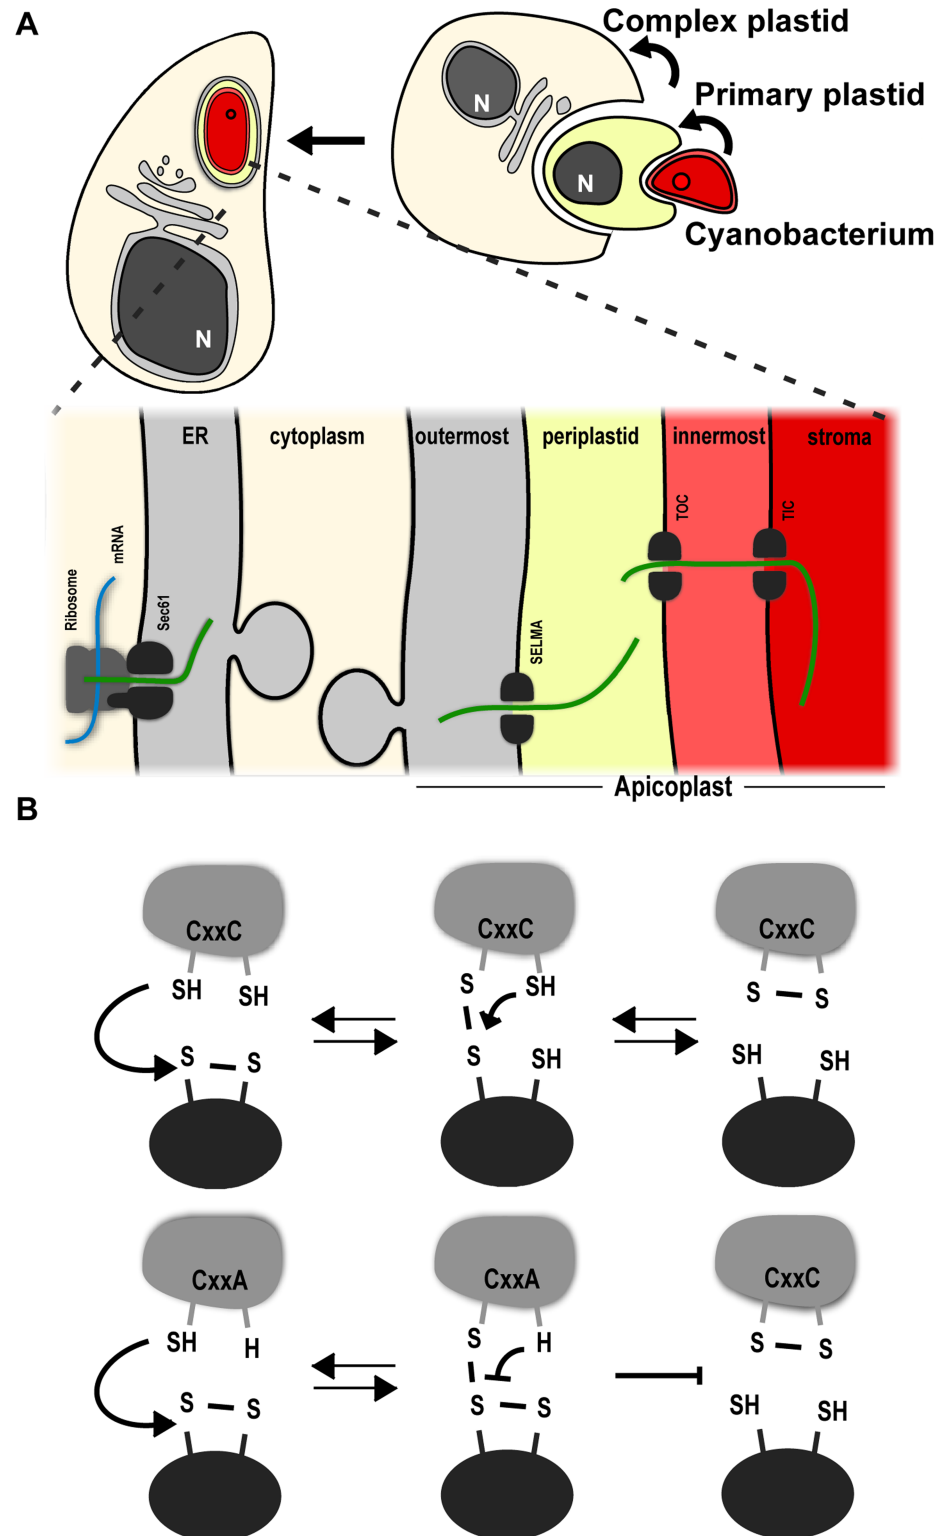 A
Complex plastid
Primary plastid
N
N
Cyanobacterium
N
ER
cytoplasm
outermost
periplastid
innermost
stroma
TOC
TIC
mRNA
Ribosome
Sec61
SELMA
Apicoplast
B
CxxC
CxxC
CxxC
SH
SH
S
SH
S
S
S
S
S
SH
SH
SH
CxxA
CxxA
CxxC
SH
H
S
H
S
S
S
S
S
S
SH
SH